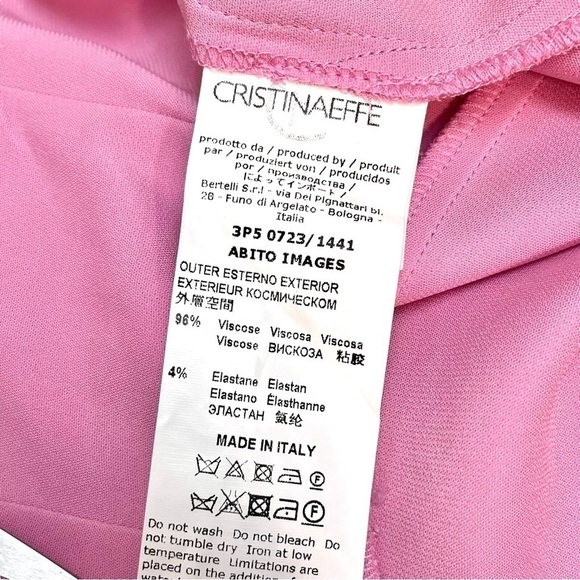 CRISTINAEFFE
prodotto da / produced by / produit
par / produziert von / producidos
por / производства /
によってインポート /
Bertelli S.r.l - via Dei Pignattari bl.
26 - Funo di Argelato - Bologna -
Italia
3P5 0723/1441
ABITO IMAGES
OUTER ESTERNO EXTERIOR
EXTERIEUR КОСМИЧЕСКОМ
外層空間
96% Viscose Viscosa Viscosa
Viscose ВИСКОЗА 粘胶
4% Elastane Elastan
Elastano Élasthanne
ЭЛАСТАН 氨纶
MADE IN ITALY
Do not wash Do not bleach Do
not tumble dry Iron at low
temperature Limitations are
placed on the addition of